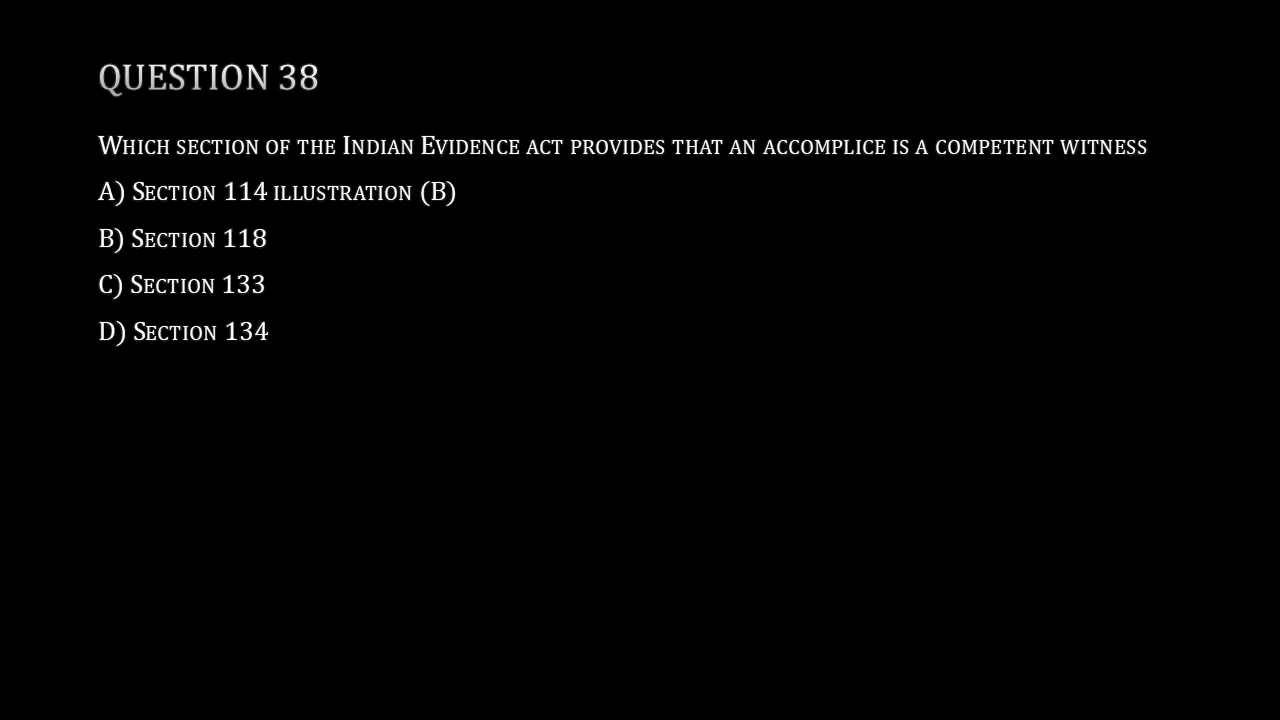 QUESTION 38
Which section of the Indian Evidence act provides that an accomplice is a competent witness
A) Section 114 illustration (B)
B) Section 118
C) Section 133
D) Section 134